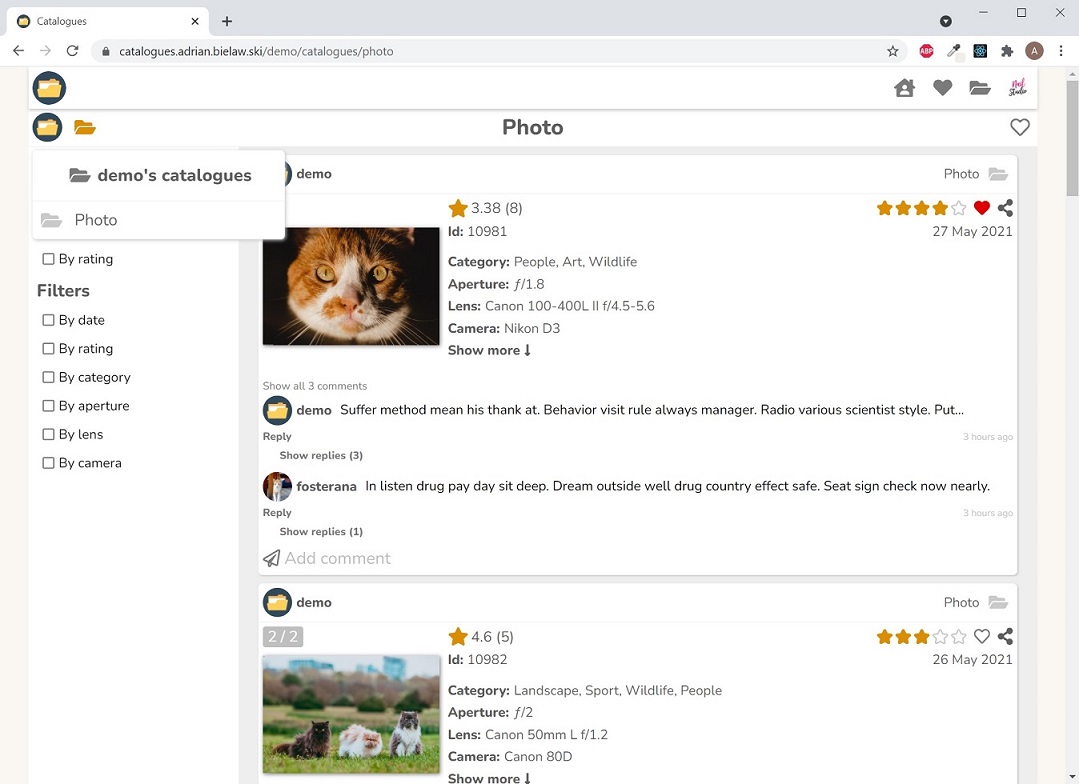 Catalogues
catalogues.adrian.bielaw.ski/demo/catalogues/photo
ABP
A
Nail
Studio
Photo
demo's catalogues
Photo
By rating
Filters
By date
By rating
By category
By aperture
By lens
By camera
demo
Photo
3.38 (8)
Id: 10981
27 May 2021
Category: People, Art, Wildlife
Aperture: ƒ/1.8
Lens: Canon 100-400L II f/4.5-5.6
Camera: Nikon D3
Show more
Show all 3 comments
demo Suffer method mean his thank at. Behavior visit rule always manager. Radio various scientist style. Put...
Reply
3 hours ago
Show replies (3)
fosterana In listen drug pay day sit deep. Dream outside well drug country effect safe. Seat sign check now nearly.
Reply
3 hours ago
Show replies (1)
Add comment
demo
Photo
2 / 2
4.6 (5)
Id: 10982
26 May 2021
Category: Landscape, Sport, Wildlife, People
Aperture: ƒ/2
Lens: Canon 50mm L f/1.2
Camera: Canon 80D
Show more